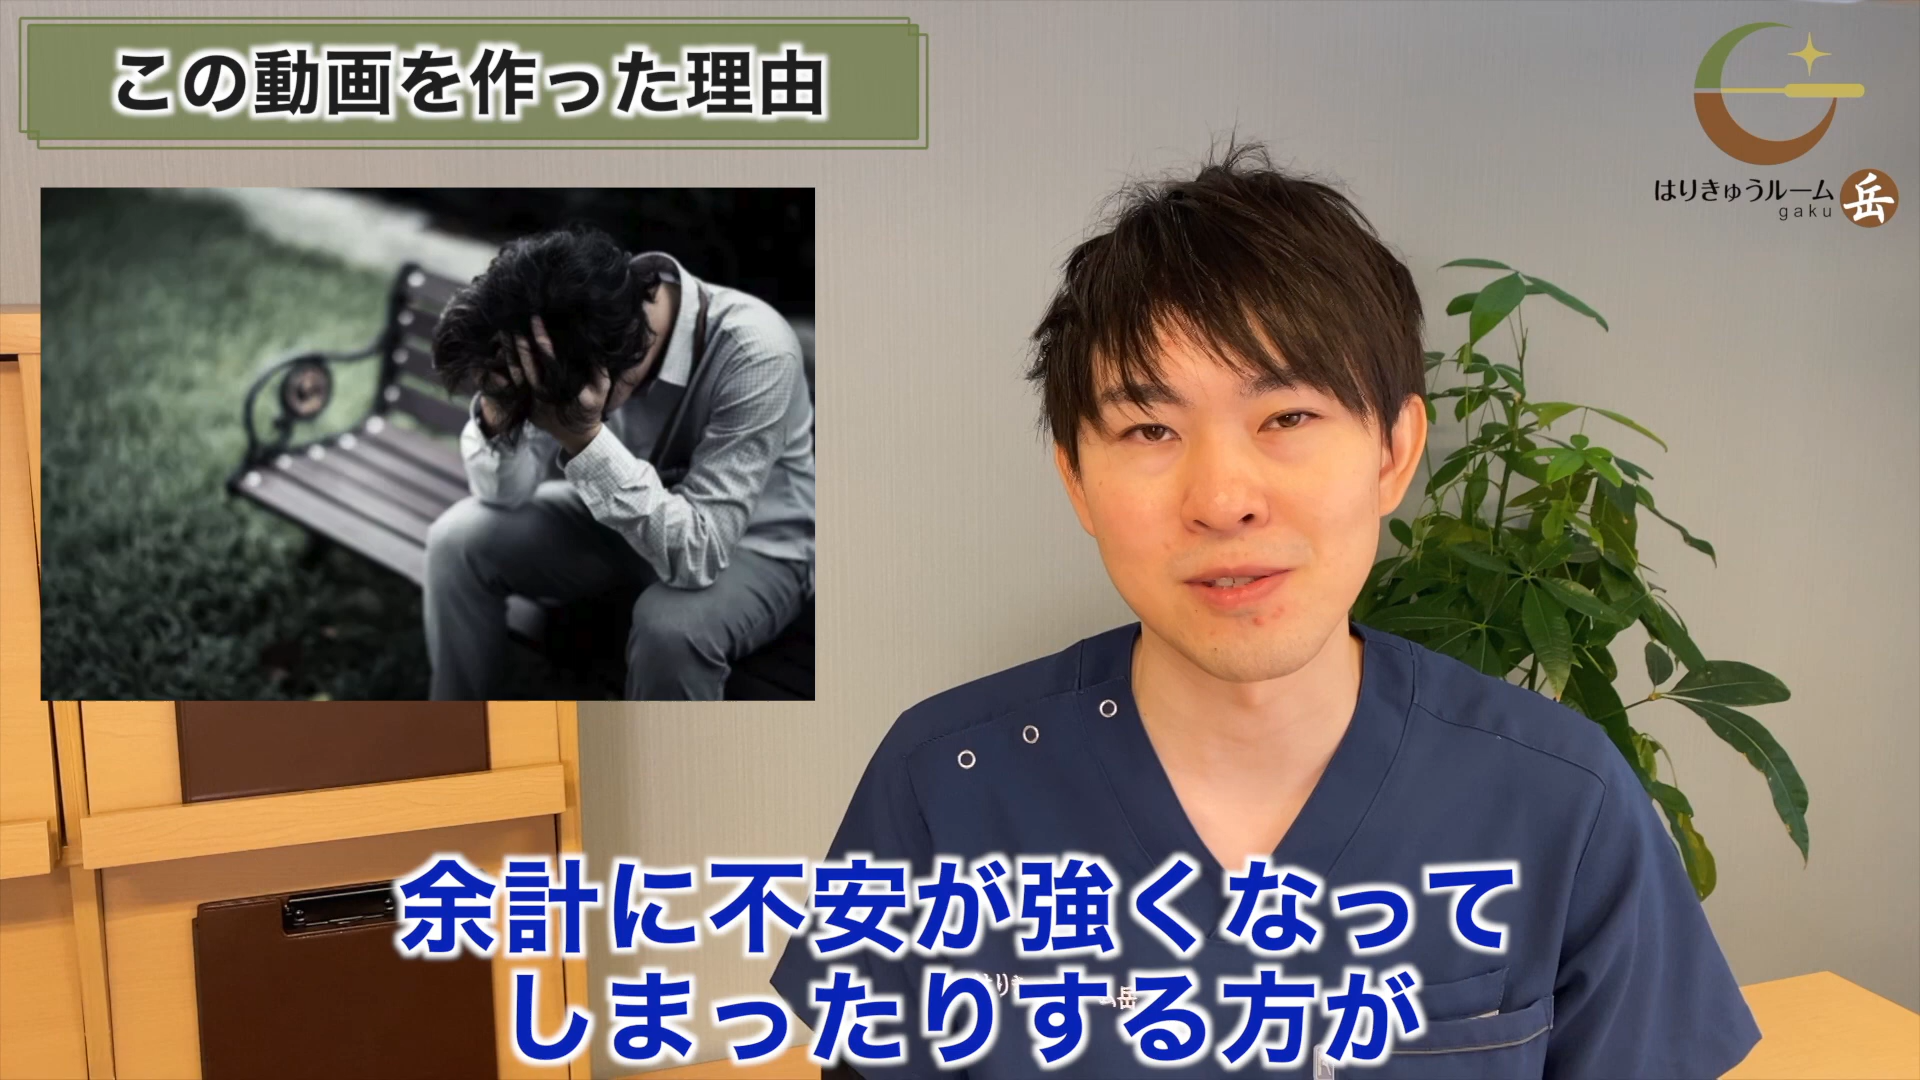 この動画を作った理由
はりきゅうルーム
gaku
岳
余計に不安が強くなって
しまったりする方が